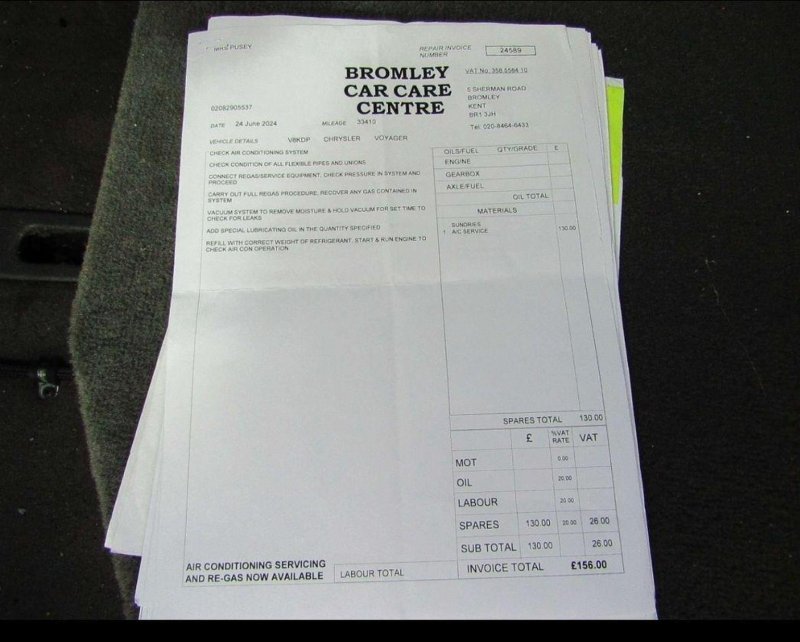 MRS PUSEY
REPAIR INVOICE NUMBER 24589
BROMLEY
CAR CARE
CENTRE
VAT No. 358 5584 10
5 SHERMAN ROAD
BROMLEY
KENT
BR1 3JH
Tel: 020-8464-6433
02082905537
DATE 24 June 2024 MILEAGE 33410
VEHICLE DETAILS V8KDP CHRYSLER VOYAGER
CHECK AIR CONDITIONING SYSTEM
CHECK CONDITION OF ALL FLEXIBLE PIPES AND UNIONS
CONNECT REGAS/SERVICE EQUIPMENT, CHECK PRESSURE IN SYSTEM AND
PROCEED
CARRY OUT FULL REGAS PROCEDURE, RECOVER ANY GAS CONTAINED IN
SYSTEM
VACUUM SYSTEM TO REMOVE MOISTURE & HOLD VACUUM FOR SET TIME TO
CHECK FOR LEAKS
ADD SPECIAL LUBRICATING OIL IN THE QUANTITY SPECIFIED
REFILL WITH CORRECT WEIGHT OF REFRIGERANT, START & RUN ENGINE TO
CHECK AIR CON OPERATION
OILS/FUEL QTY/GRADE £
ENGINE
GEARBOX
AXLE/FUEL
OIL TOTAL
MATERIALS
SUNDRIES
1 A/C SERVICE 130.00
SPARES TOTAL 130.00
£ %VAT RATE VAT
MOT 0.00
OIL 20.00
LABOUR 20.00
SPARES 130.00 20.00 26.00
SUB TOTAL 130.00 26.00
INVOICE TOTAL £156.00
AIR CONDITIONING SERVICING
AND RE-GAS NOW AVAILABLE
LABOUR TOTAL